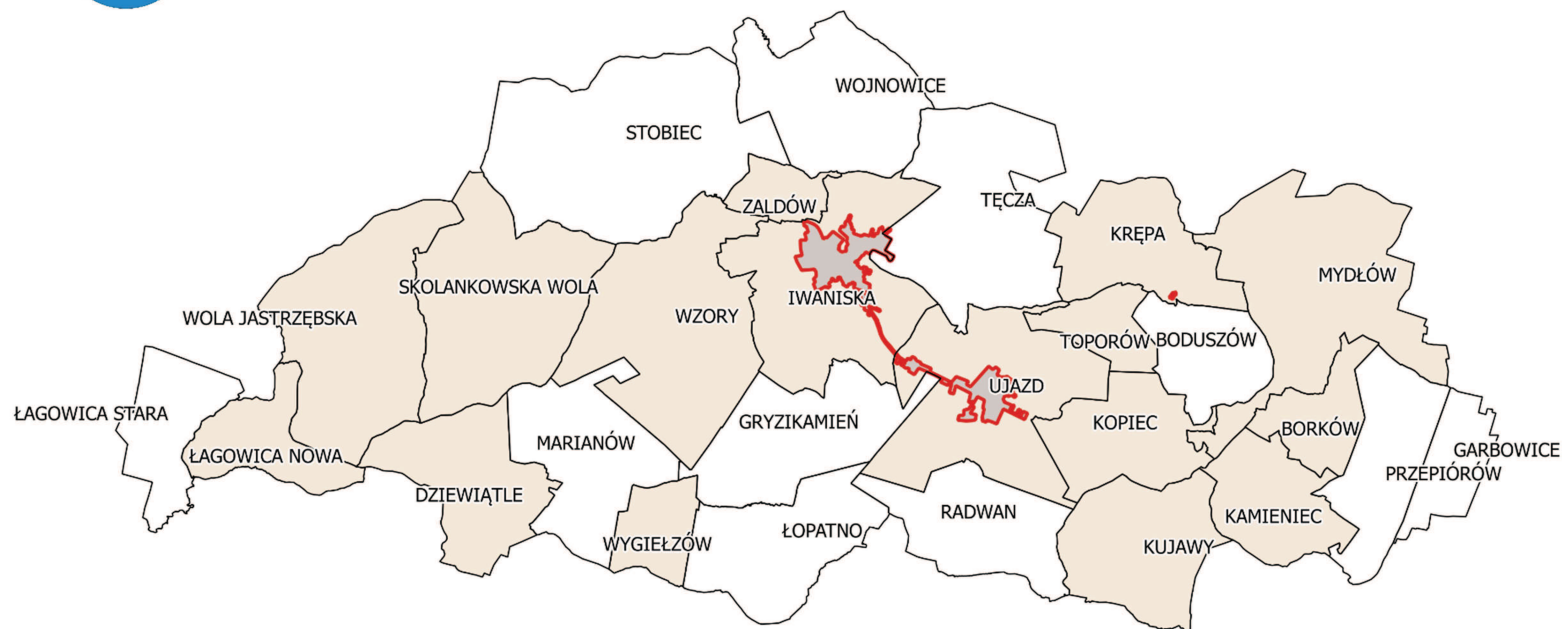 WOJNOWICE
STOBIEC
TĘCZA
ZALDÓW
KRĘPA
MYDŁÓW
SKOLANKOWSKA WOLA
IWANISKA
WOLA JASTRZĘBSKA
WZORY
TOPORÓW
BODUSZÓW
UJAZD
ŁAGOWICA STARA
GRYZIKAMIEŃ
KOPIEC
BORKÓW
MARIANÓW
GARBOWICE
ŁAGOWICA NOWA
PRZEPIÓRÓW
DZIEWIĄTLE
RADWAN
KAMIENIEC
ŁOPATNO
WYGIEŁZÓW
KUJAWY